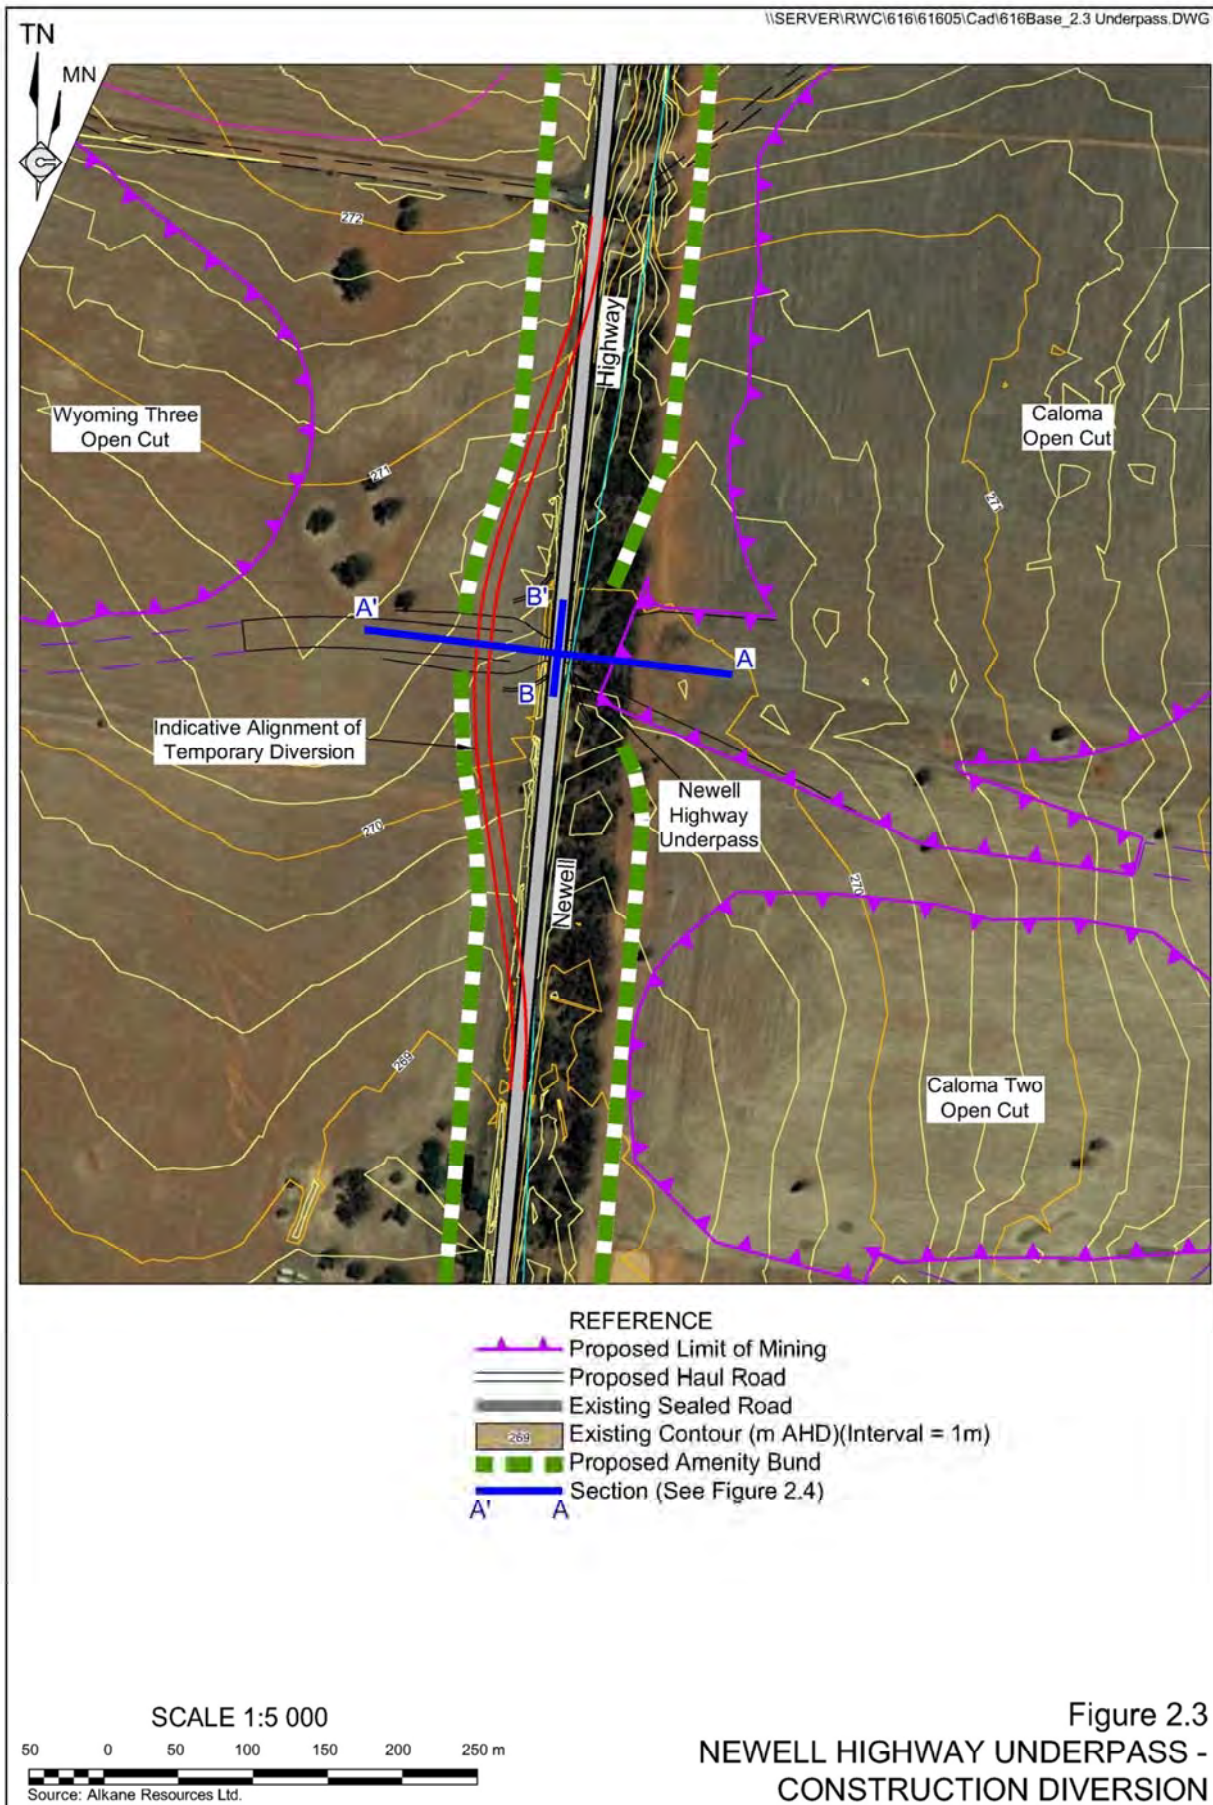 \\SERVER\RWC\616\61605\Cad\616Base_2.3 Underpass.DWG
TN
MN
272
Highway
Wyoming Three
Open Cut
Caloma
Open Cut
271
271
A'
B'
A
B
Indicative Alignment of
Temporary Diversion
Newell
Highway
Underpass
270
270
Newell
269
Caloma Two
Open Cut
REFERENCE
Proposed Limit of Mining
Proposed Haul Road
Existing Sealed Road
269
Existing Contour (m AHD)(Interval = 1m)
Proposed Amenity Bund
Section (See Figure 2.4)
A' A
SCALE 1:5 000
50 0 50 100 150 200 250 m
Source: Alkane Resources Ltd.
Figure 2.3
NEWELL HIGHWAY UNDERPASS -
CONSTRUCTION DIVERSION